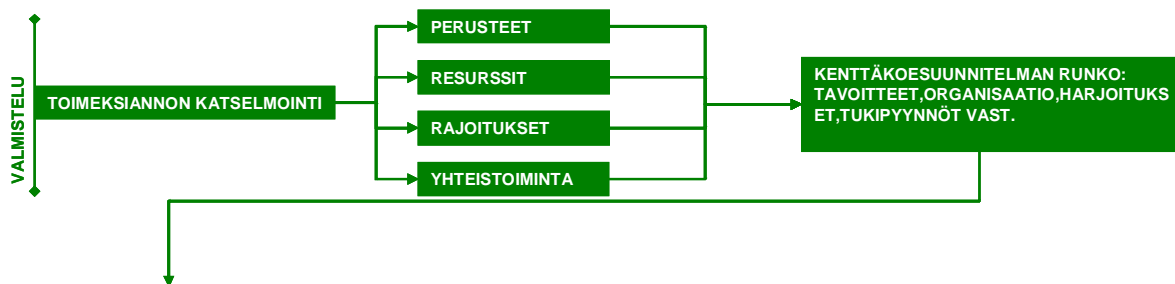 VALMISTELU
TOIMEKSIANNON KATSELMOINTI
PERUSTEET
RESURSSIT
RAJOITUKSET
YHTEISTOIMINTA
KENTTÄKOESUUNNITELMAN RUNKO:
TAVOITTEET,ORGANISAATIO,HARJOITUKS
ET,TUKIPYYNNÖT VAST.